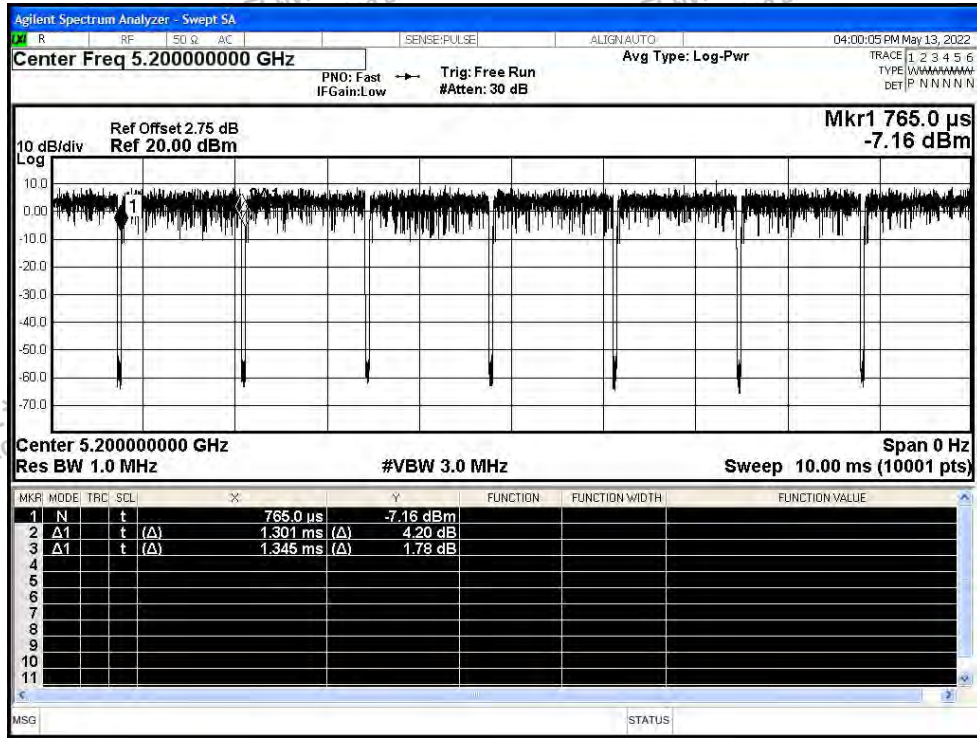 Agilent Spectrum Analyzer - Swept SA
LXI R RF 50 Ω AC SENSE:PULSE ALIGN AUTO 04:00:05 PM May 13, 2022
Center Freq 5.200000000 GHz Avg Type: Log-Pwr TRACE 1 2 3 4 5 6
PNO: Fast Trig: Free Run TYPE WWWWWW
IFGain:Low #Atten: 30 dB DET P N N N N N
Mkr1 765.0 µs
Ref Offset 2.75 dB
10 dB/div Ref 20.00 dBm -7.16 dBm
Log
10.0
0.00
1
-10.0
-20.0
-30.0
-40.0
-50.0
-60.0
-70.0
Center 5.200000000 GHz Span 0 Hz
Res BW 1.0 MHz #VBW 3.0 MHz Sweep 10.00 ms (10001 pts)
MKR MODE TRC SCL X Y FUNCTION FUNCTION WIDTH FUNCTION VALUE
1 N t 765.0 µs -7.16 dBm
2 Δ1 t (Δ) 1.301 ms (Δ) 4.20 dB
3 Δ1 t (Δ) 1.345 ms (Δ) 1.78 dB
4
5
6
7
8
9
10
11
MSG STATUS